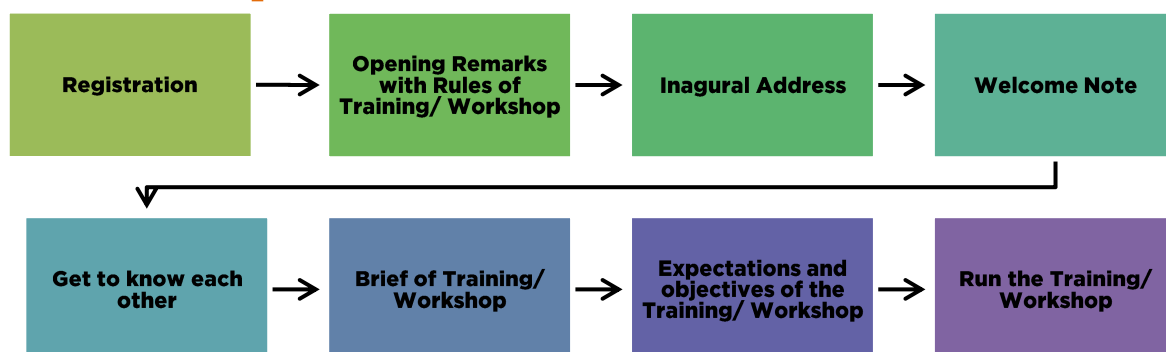 Registration
Opening Remarks
with Rules of
Training/ Workshop
Inagural Address
Welcome Note
Get to know each
other
Brief of Training/
Workshop
Expectations and
objectives of the
Training/ Workshop
Run the Training/
Workshop